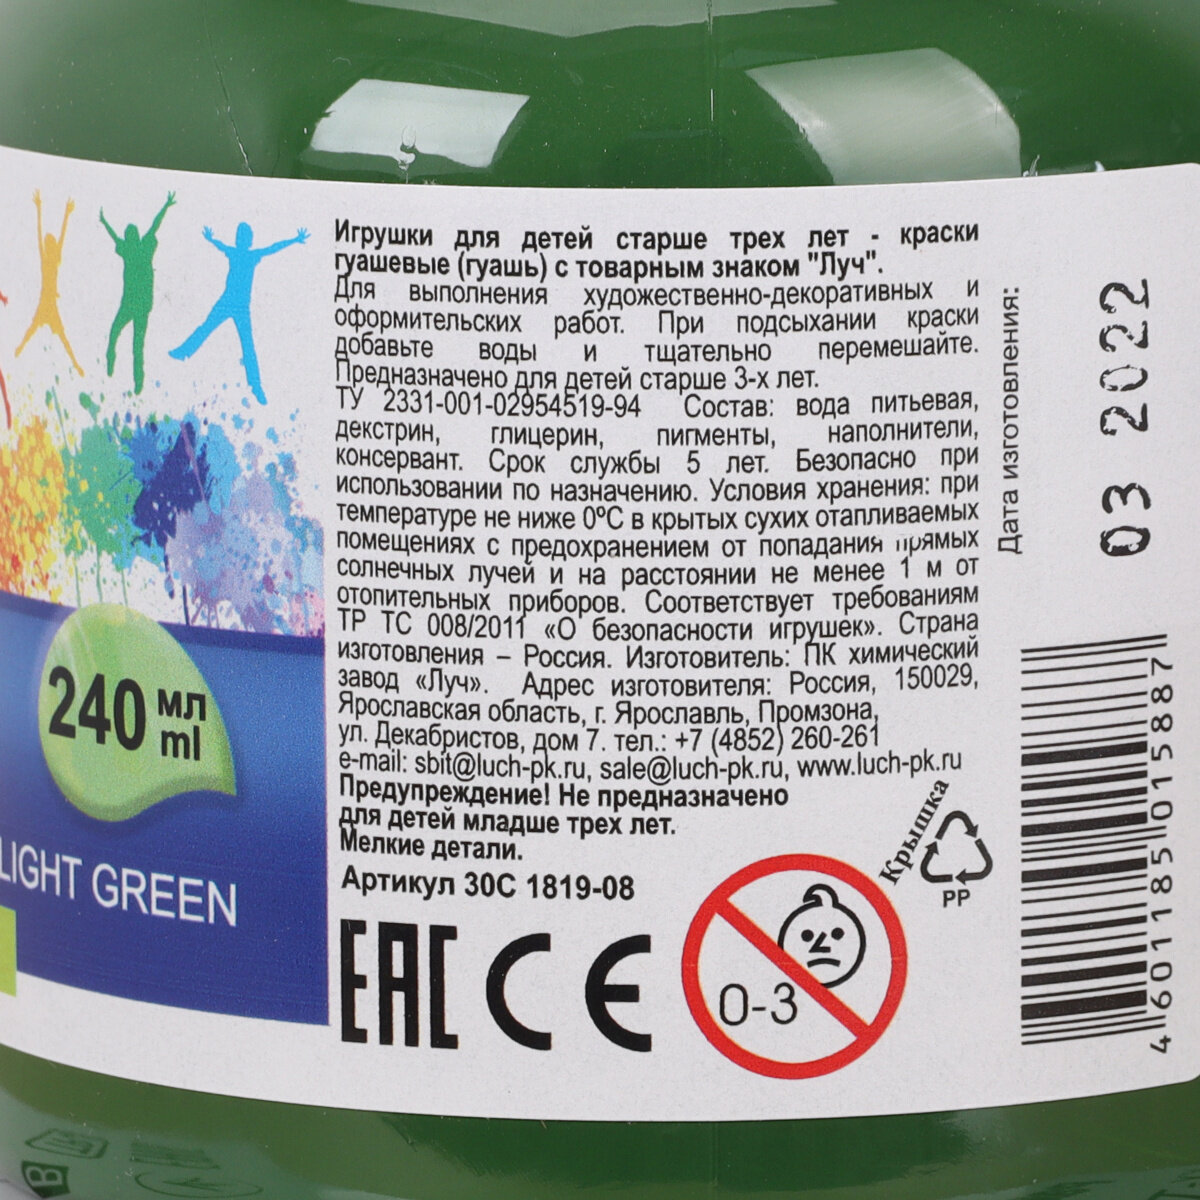 Игрушки для детей старше трех лет - краски
гуашевые (гуашь) с товарным знаком "Луч".
Для выполнения художественно-декоративных и
оформительских работ. При подсыхании краски
добавьте воды и тщательно перемешайте.
Предназначено для детей старше 3-х лет.
ТУ 2331-001-02954519-94 Состав: вода питьевая,
декстрин, глицерин, пигменты, наполнители,
консервант. Срок службы 5 лет. Безопасно при
использовании по назначению. Условия хранения: при
температуре не ниже 0ºС в крытых сухих отапливаемых
помещениях с предохранением от попадания прямых
солнечных лучей и на расстоянии не менее 1 м от
отопительных приборов. Соответствует требованиям
ТР ТС 008/2011 «О безопасности игрушек». Страна
изготовления – Россия. Изготовитель: ПК химический
завод «Луч». Адрес изготовителя: Россия, 150029,
Ярославская область, г. Ярославль, Промзона,
ул. Декабристов, дом 7. тел.: +7 (4852) 260-261
e-mail: sbit@luch-pk.ru, sale@luch-pk.ru, www.luch-pk.ru
Предупреждение! Не предназначено
для детей младше трех лет.
Мелкие детали.
Артикул 30С 1819-08
EAC CE
0-3
Крышка
PP
Дата изготовления:
03 2022
4 601185 015887
240 мл
ml
LIGHT GREEN